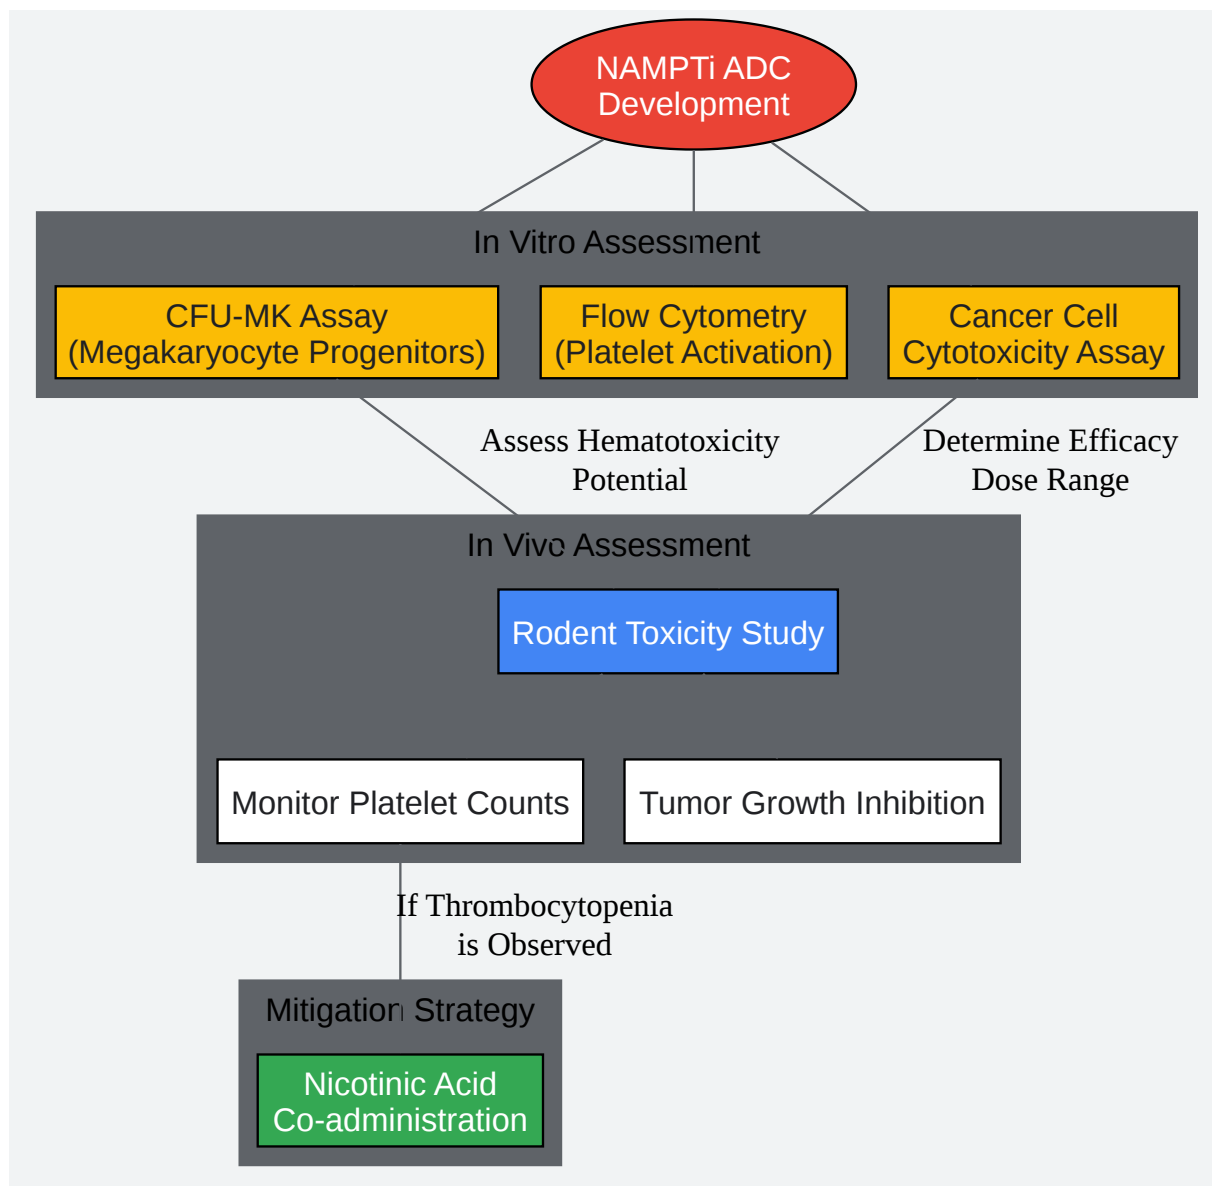 NAMPTi ADC
Development
In Vitro Assessment
CFU-MK Assay
(Megakaryocyte Progenitors)
Flow Cytometry
(Platelet Activation)
Cancer Cell
Cytotoxicity Assay
Assess Hematotoxicity
Potential
Determine Efficacy
Dose Range
In Vivo Assessment
Rodent Toxicity Study
Monitor Platelet Counts
Tumor Growth Inhibition
If Thrombocytopenia
is Observed
Mitigation Strategy
Nicotinic Acid
Co-administration